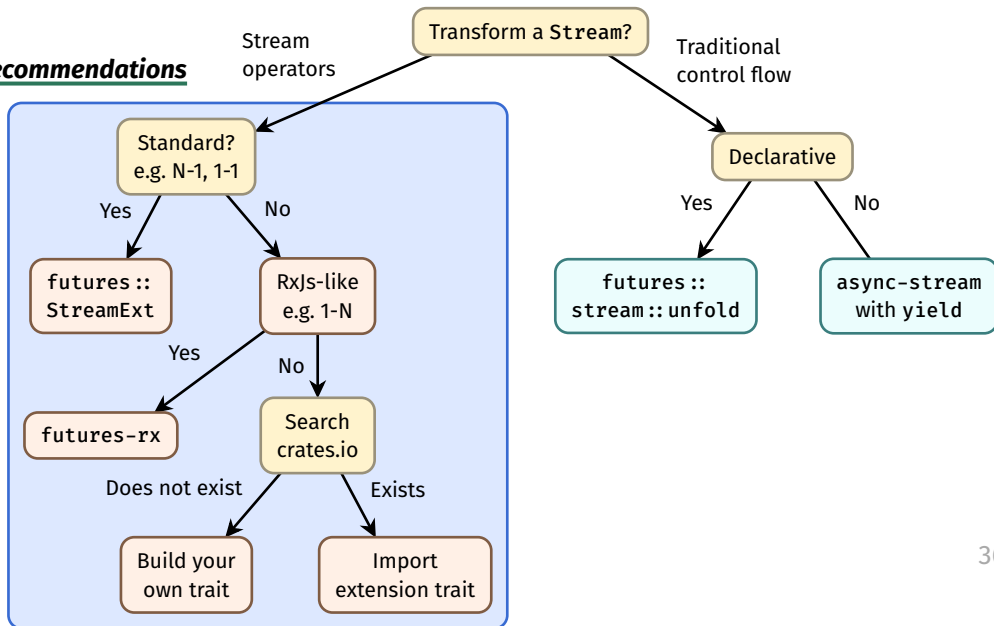 Transform a Stream?
Stream
operators
Traditional
control flow
ecommendations
Standard?
e.g. N-1, 1-1
Declarative
Yes
No
Yes
No
futures::
StreamExt
RxJs-like
e.g. 1-N
futures::
stream::unfold
async-stream
with yield
Yes
No
futures-rx
Search
crates.io
Does not exist
Exists
Build your
own trait
Import
extension trait